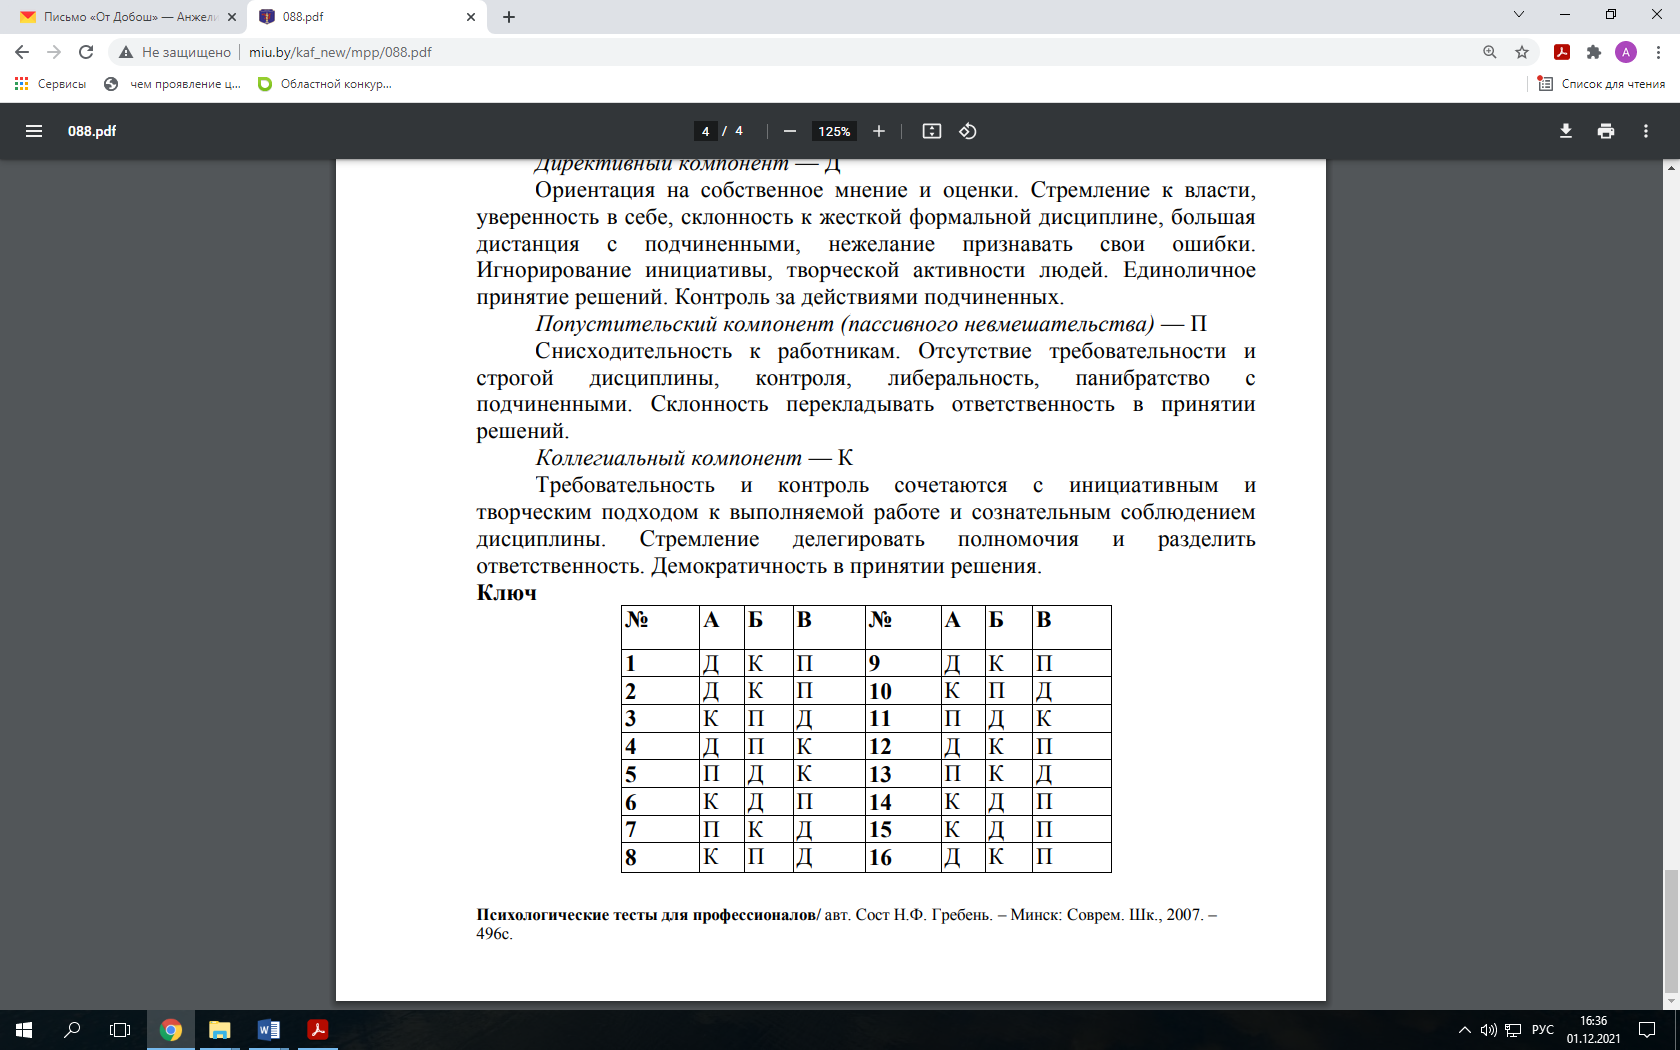 Письмо «От Добош» — Анжели
088.pdf
Не защищено
miu.by/kaf_new/mpp/088.pdf
А
Сервисы
чем проявление ц...
Областной конкур...
Список для чтения
088.pdf
4 / 4
125%
Директивный компонент — Д
Ориентация на собственное мнение и оценки. Стремление к власти,
уверенность в себе, склонность к жесткой формальной дисциплине, большая
дистанция с подчиненными, нежелание признавать свои ошибки.
Игнорирование инициативы, творческой активности людей. Единоличное
принятие решений. Контроль за действиями подчиненных.
Попустительский компонент (пассивного невмешательства) — П
Снисходительность к работникам. Отсутствие требовательности и
строгой дисциплины, контроля, либеральность, панибратство с
подчиненными. Склонность перекладывать ответственность в принятии
решений.
Коллегиальный компонент — К
Требовательность и контроль сочетаются с инициативным и
творческим подходом к выполняемой работе и сознательным соблюдением
дисциплины. Стремление делегировать полномочия и разделить
ответственность. Демократичность в принятии решения.
Ключ
№ А Б В № А Б В
1 Д К П 9 Д К П
2 Д К П 10 К П Д
3 К П Д 11 П Д К
4 Д П К 12 Д К П
5 П Д К 13 П К Д
6 К Д П 14 К Д П
7 П К Д 15 К Д П
8 К П Д 16 Д К П
Психологические тесты для профессионалов/ авт. Сост Н.Ф. Гребень. – Минск: Соврем. Шк., 2007. –
496с.
РУС
16:36
01.12.2021